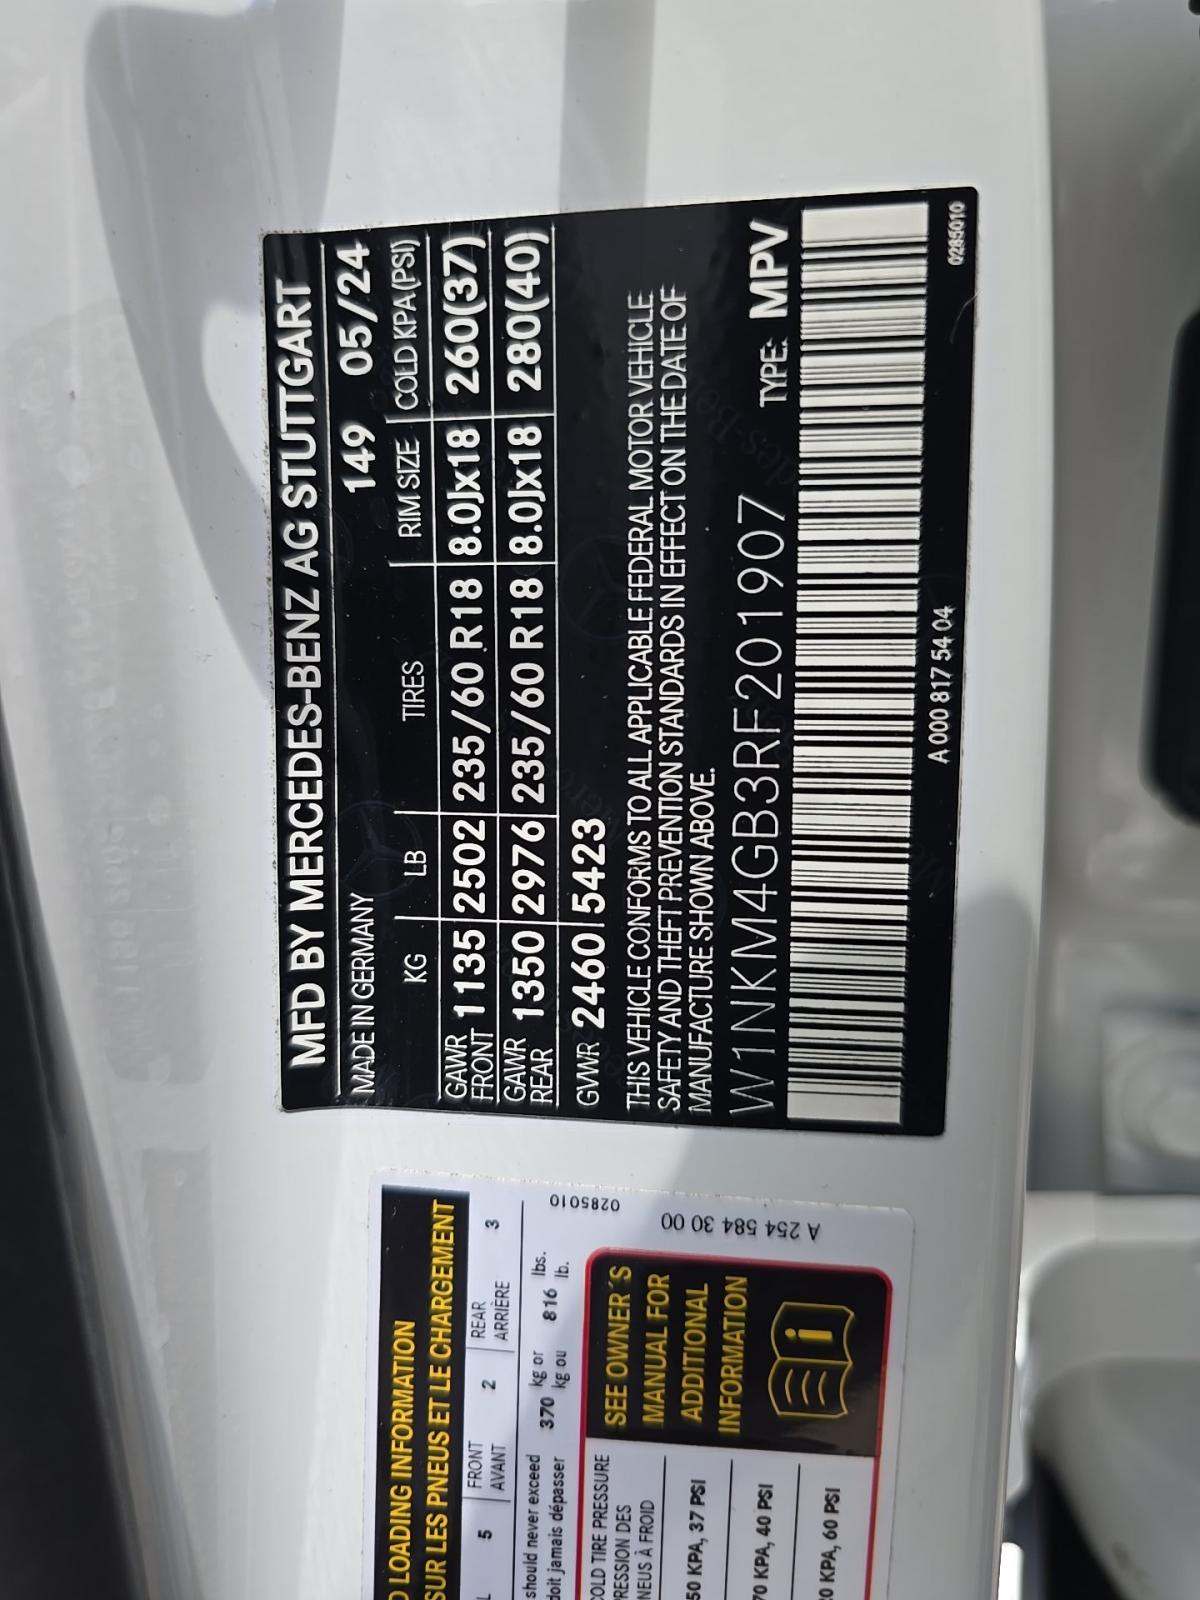 MFD BY MERCEDES-BENZ AG STUTTGART
MADE IN GERMANY 149 05/24
KG LB TIRES RIM SIZE COLD KPA(PSI)
GAWR FRONT 1135 2502 235/60 R18 8.0Jx18 260(37)
GAWR REAR 1350 2976 235/60 R18 8.0Jx18 280(40)
GVWR 2460 5423
THIS VEHICLE CONFORMS TO ALL APPLICABLE FEDERAL MOTOR VEHICLE
SAFETY AND THEFT PREVENTION STANDARDS IN EFFECT ON THE DATE OF
MANUFACTURE SHOWN ABOVE.
W1NKM4GB3RF201907 TYPE: MPV
A 000 817 54 04
0285010
LOADING INFORMATION
SUR LES PNEUS ET LE CHARGEMENT
5 FRONT 2 REAR 3
AVANT ARRIÈRE
should never exceed 370 kg or 816 lbs.
doit jamais dépasser kg ou lb.
COLD TIRE PRESSURE
PRESSION DES
PNEUS À FROID
KPA, 37 PSI
KPA, 40 PSI
KPA, 60 PSI
SEE OWNER'S
MANUAL FOR
ADDITIONAL
INFORMATION
0285010
A 254 584 30 00